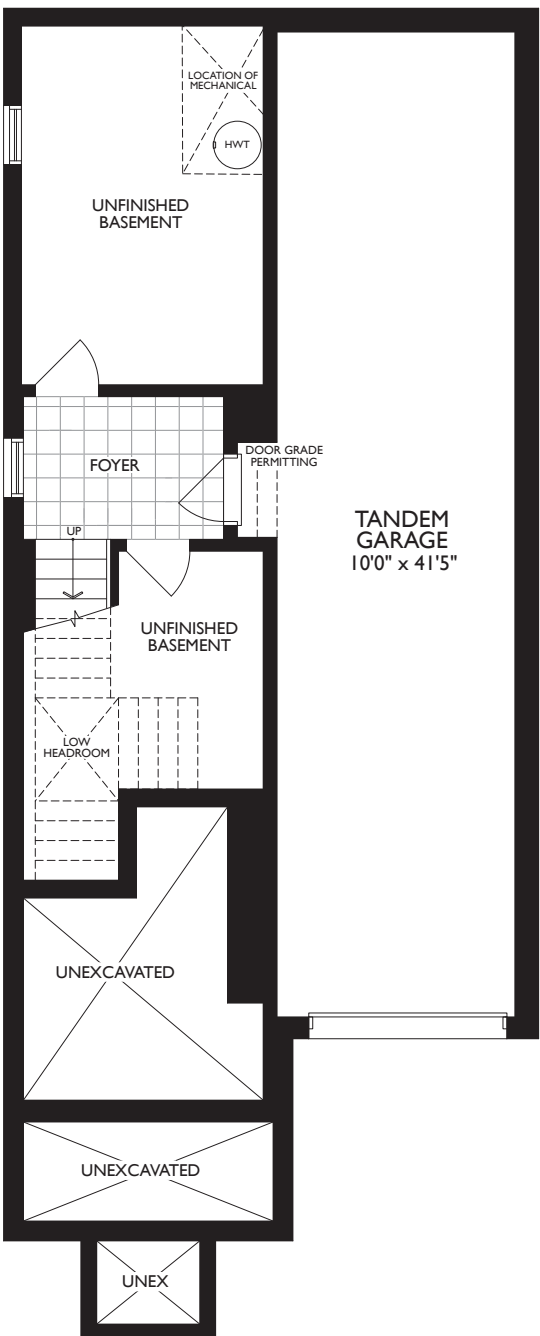 LOCATION OF
MECHANICAL
HWT
UNFINISHED
BASEMENT
FOYER
DOOR GRADE
PERMITTING
UP
TANDEM
GARAGE
10'0" x 41'5"
UNFINISHED
BASEMENT
LOW
HEADROOM
UNEXCAVATED
UNEXCAVATED
UNEX